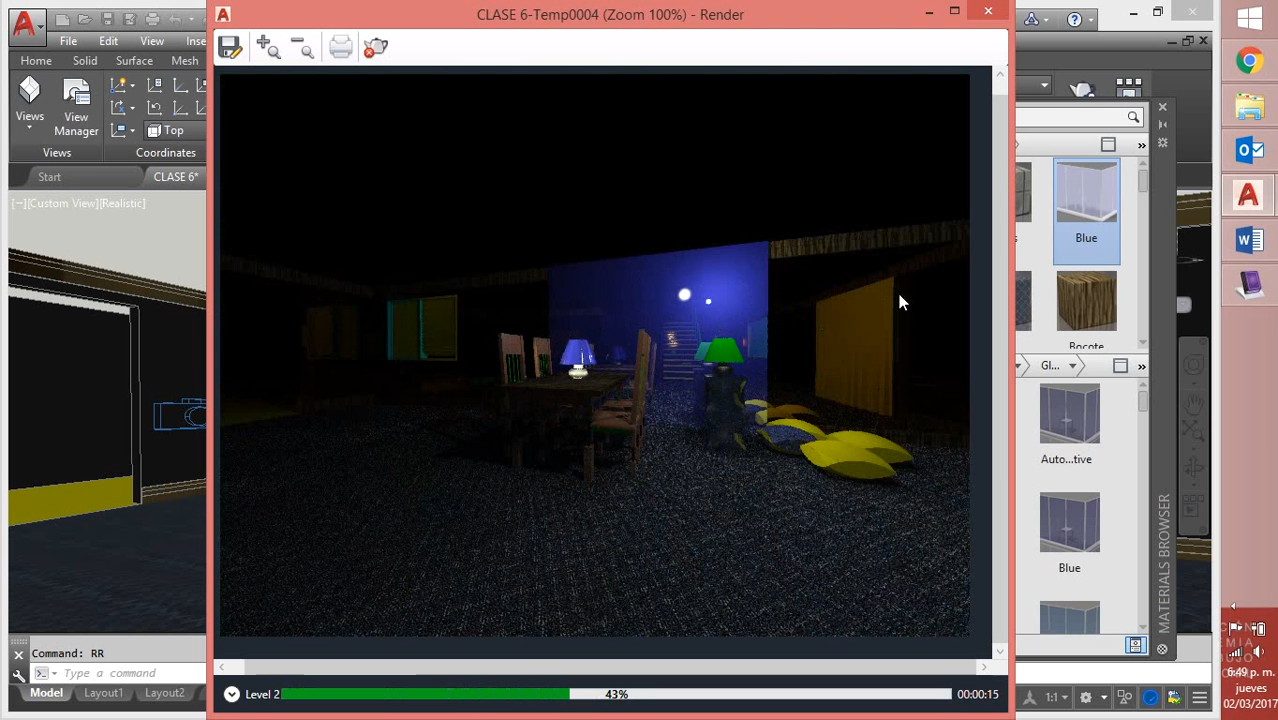 CLASE 6-Temp0004 (Zoom 100%) - Render
File Edit View Inse
Home Solid Surface Mesh
Views
View
Manager
Top
Views
Coordinates
Start
CLASE 6*
[−][Custom View][Realistic]
Blue
s
Bocote
Gl...
Auto...tive
Blue
MATERIALS BROWSER
Command: RR
Type a command
Model Layout1 Layout2
Level 2
43%
00:00:15
1:1
6:49 p. m.
jueves
02/03/2017